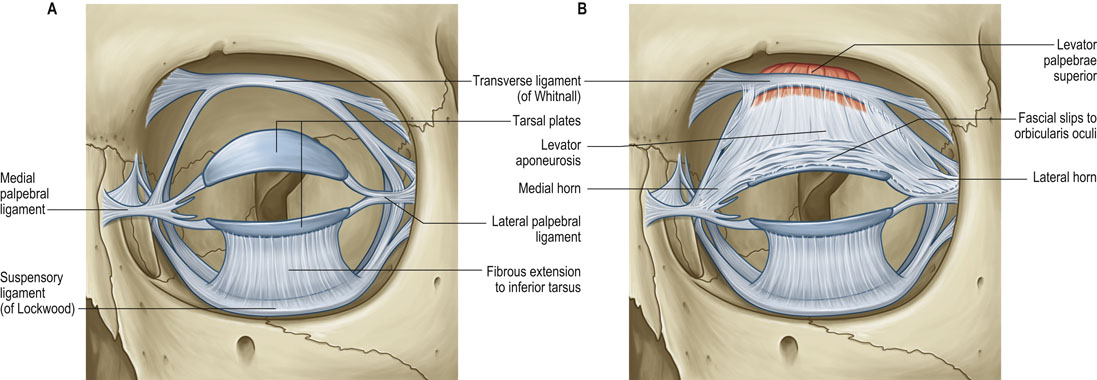 A
B
Transverse ligament
(of Whitnall)
Tarsal plates
Levator
aponeurosis
Medial horn
Medial
palpebral
ligament
Lateral palpebral
ligament
Suspensory
ligament
(of Lockwood)
Fibrous extension
to inferior tarsus
Levator
palpebrae
superior
Fascial slips to
orbicularis oculi
Lateral horn